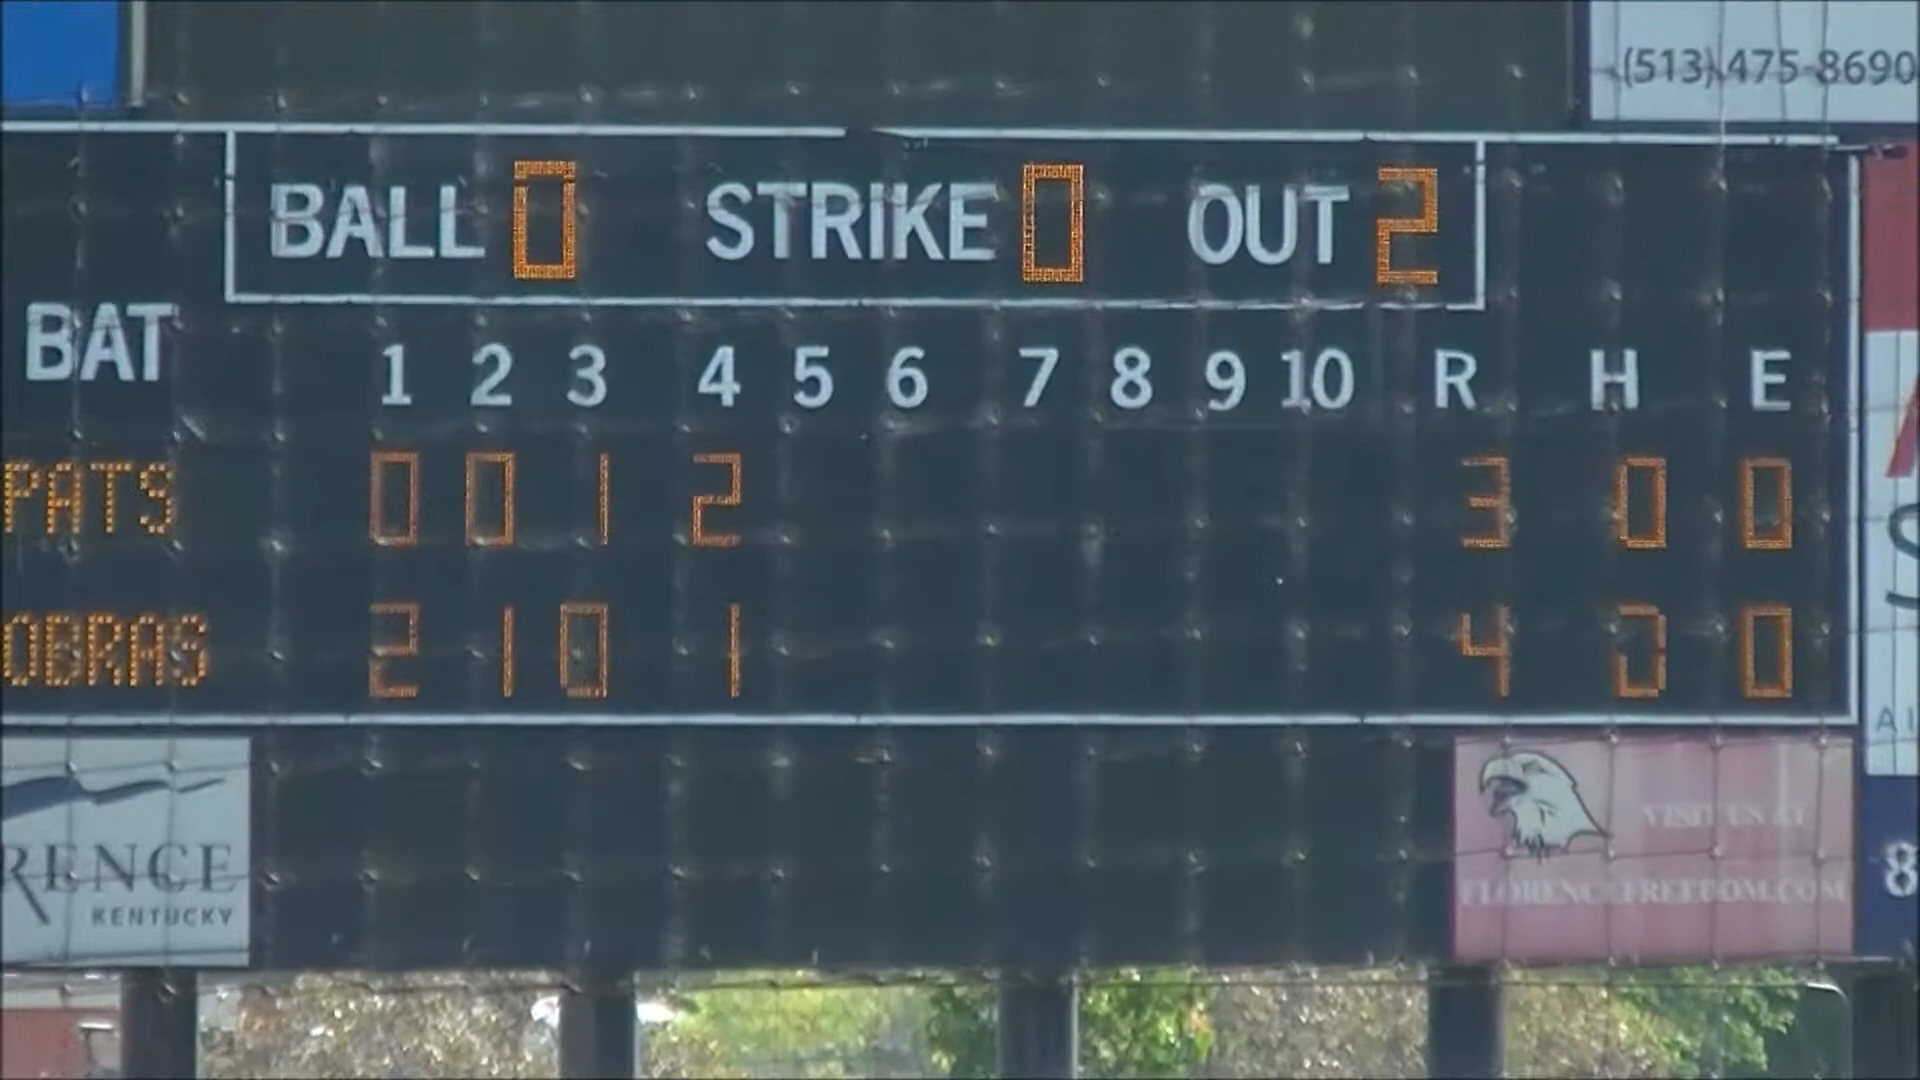 (513) 475-8690
BALL 0 STRIKE 0 OUT 2
BAT
1 2 3 4 5 6 7 8 9 10 R H E
PATS 0 0 1 2 3 0 0
OBRAS 2 1 0 1 4 0 0
RENCE
KENTUCKY
VISIT US AT
FLORENCEFREEDOM.COM
A
S
AI
8